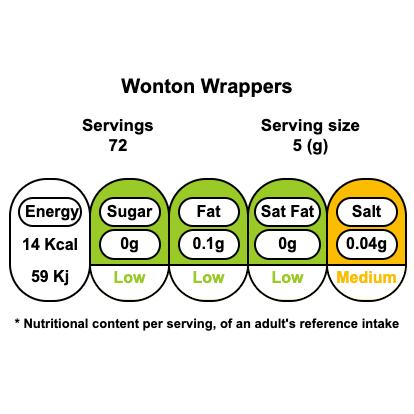 Wonton Wrappers
Servings Serving size
72 5 (g)
Energy Sugar Fat Sat Fat Salt
14 Kcal 0g 0.1g 0g 0.04g
59 Kj Low Low Low Medium
* Nutritional content per serving, of an adult's reference intake